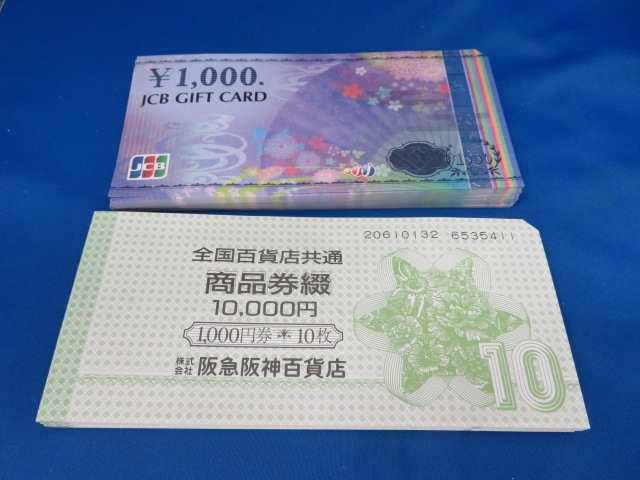 ¥1,000.
JCB GIFT CARD
JCB
1000
20610132 6535411
全国百貨店共通
商品券綴
10,000円
1,000円券＊10枚
株式会社 阪急阪神百貨店
10